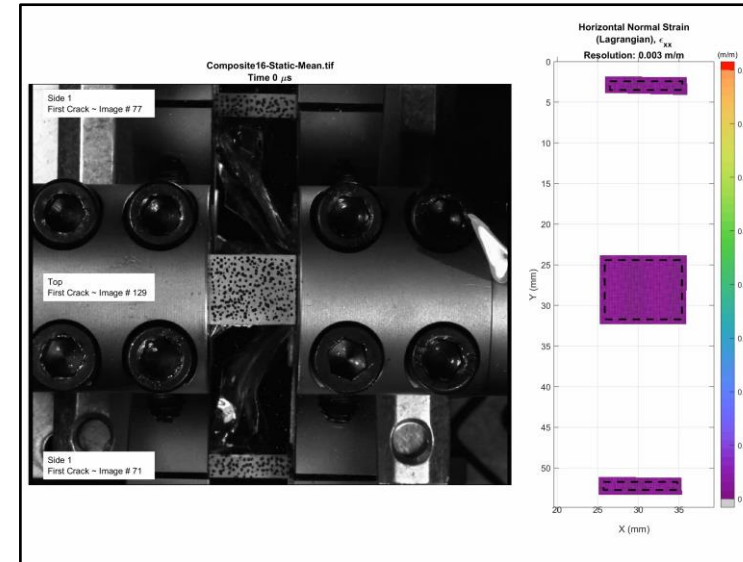 Composite16-Static-Mean.tif
Time 0 μs
Side 1
First Crack ~ Image # 77
Top
First Crack ~ Image # 129
Side 1
First Crack ~ Image # 71
Horizontal Normal Strain
(Lagrangian), ϵxx
Resolution: 0.003 m/m
(m/m)
0
5
10
15
20
25
30
35
40
45
50
Y (mm)
20
25
30
35
X (mm)